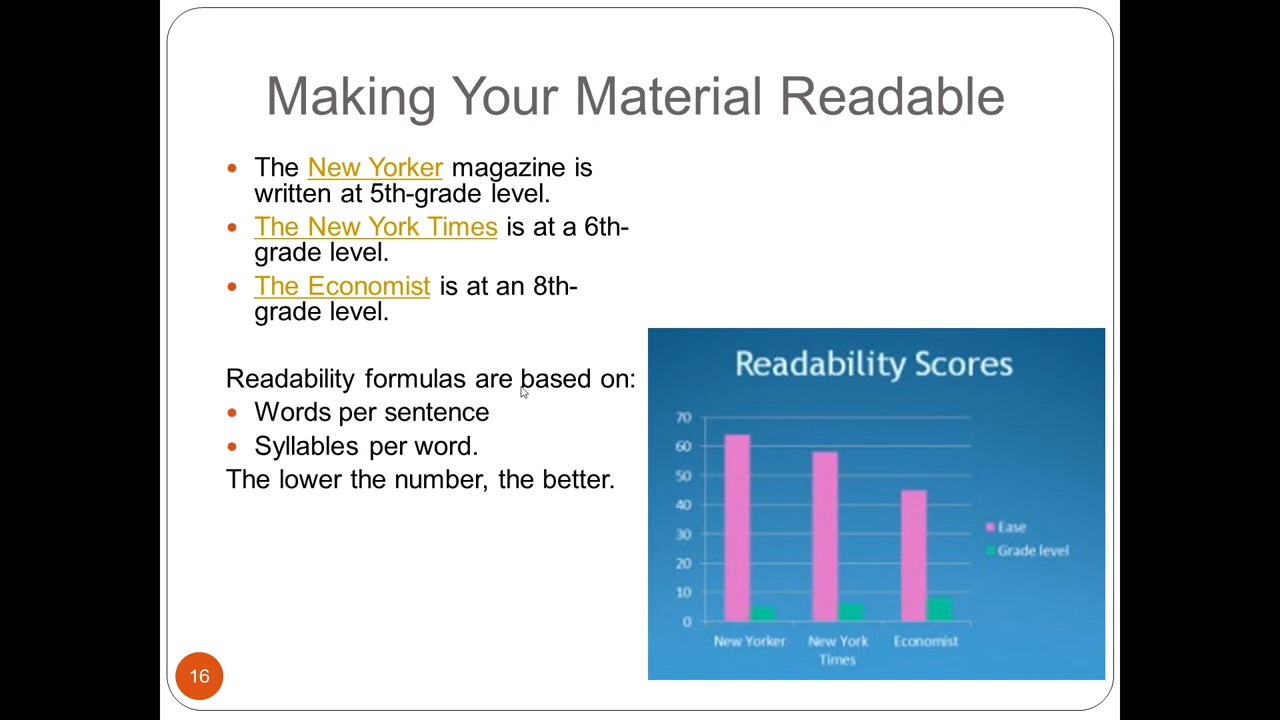 Making Your Material Readable
• The New Yorker magazine is
written at 5th-grade level.
• The New York Times is at a 6th-
grade level.
• The Economist is at an 8th-
grade level.
Readability formulas are based on:
• Words per sentence
• Syllables per word.
The lower the number, the better.
Readability Scores
70
60
50
40
30
20
10
0
New Yorker
New York
Times
Economist
Ease
Grade level
16